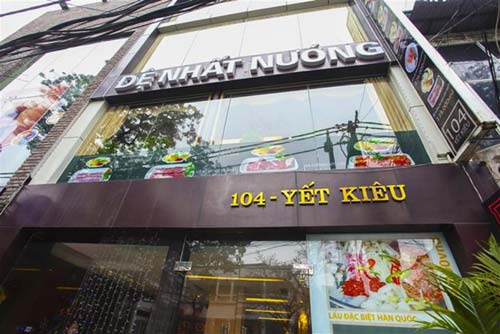 ĐỆ NHẤT NƯỚNG
104
104 - YẾT KIÊU
LẨU ĐẶC BIỆT HÀN QUỐC